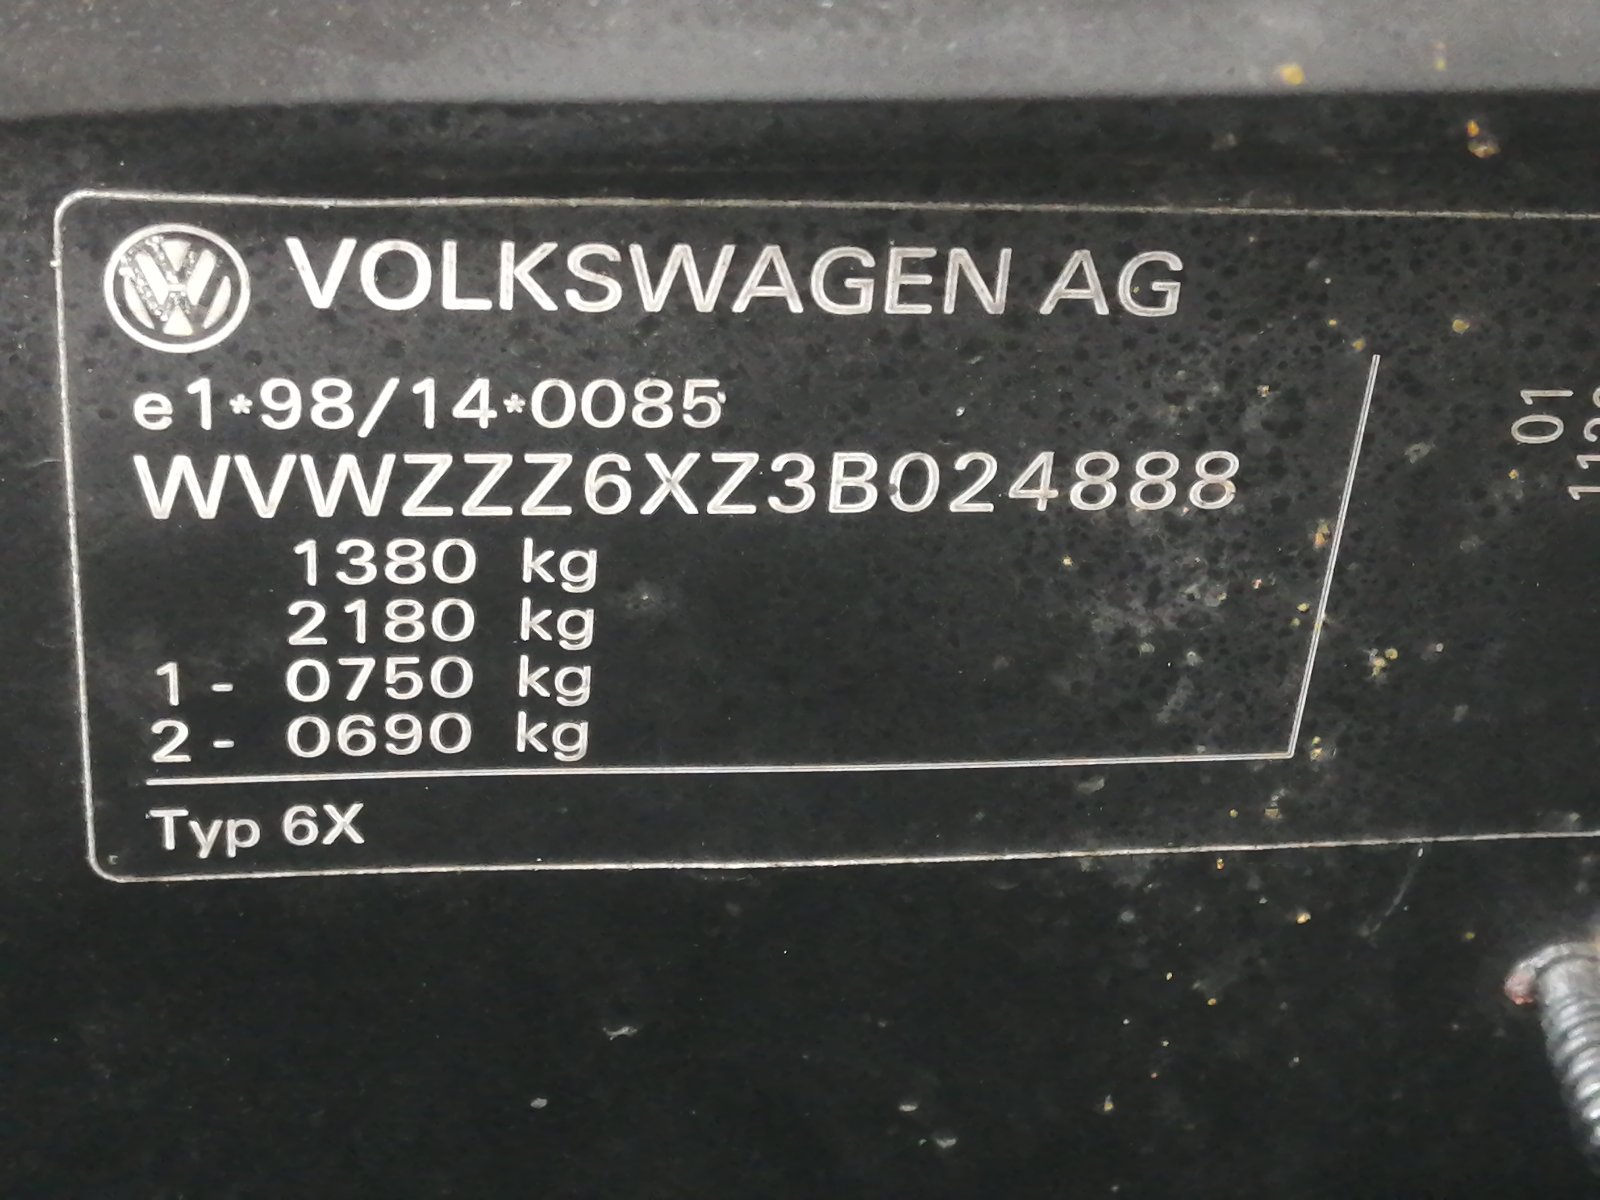 VOLKSWAGEN AG
e1*98/14*0085
WVWZZZ6XZ3B024888
1380 kg
2180 kg
1- 0750 kg
2- 0690 kg
Typ 6X
01